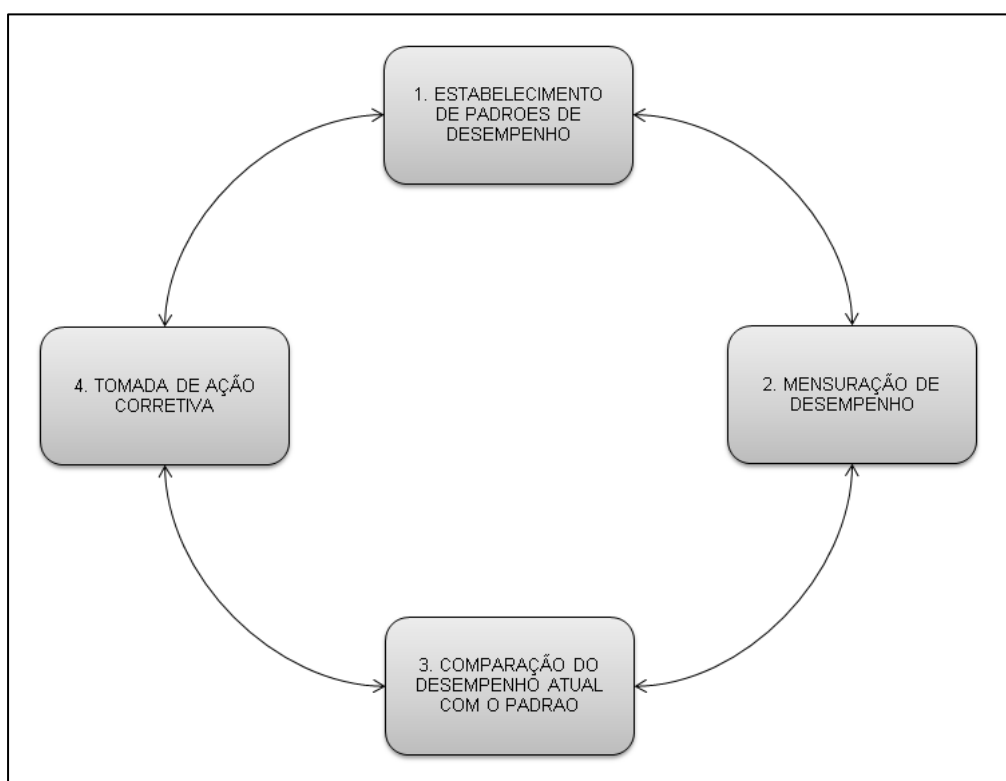 1. ESTABELECIMENTO
DE PADROES DE
DESEMPENHO
4. TOMADA DE AÇÃO
CORRETIVA
2. MENSURAÇÃO DE
DESEMPENHO
3. COMPARAÇÃO DO
DESEMPENHO ATUAL
COM O PADRAO